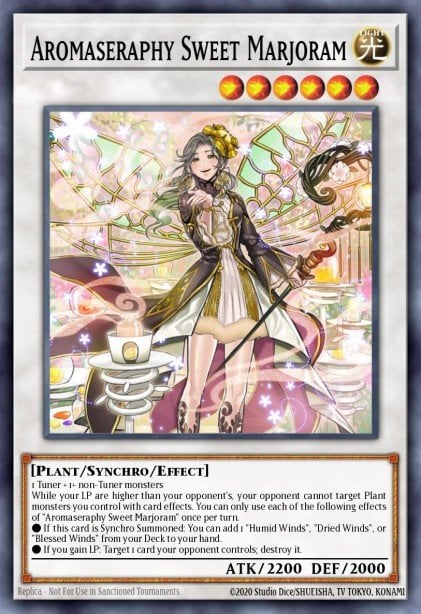 AROMASERAPHY SWEET MARJORAM
LIGHT
光
[PLANT/SYNCHRO/EFFECT]
1 Tuner + 1+ non-Tuner monsters
While your LP are higher than your opponent's, your opponent cannot target Plant
monsters you control with card effects. You can only use each of the following effects
of "Aromaseraphy Sweet Marjoram" once per turn.
● If this card is Synchro Summoned: You can add 1 "Humid Winds", "Dried Winds", or
"Blessed Winds" from your Deck to your hand.
● If you gain LP: Target 1 card your opponent controls; destroy it.
ATK/2200 DEF/2000
Replica - Not For Use in Sanctioned Tournaments. ©2020 Studio Dice/SHUEISHA, TV TOKYO, KONAMI